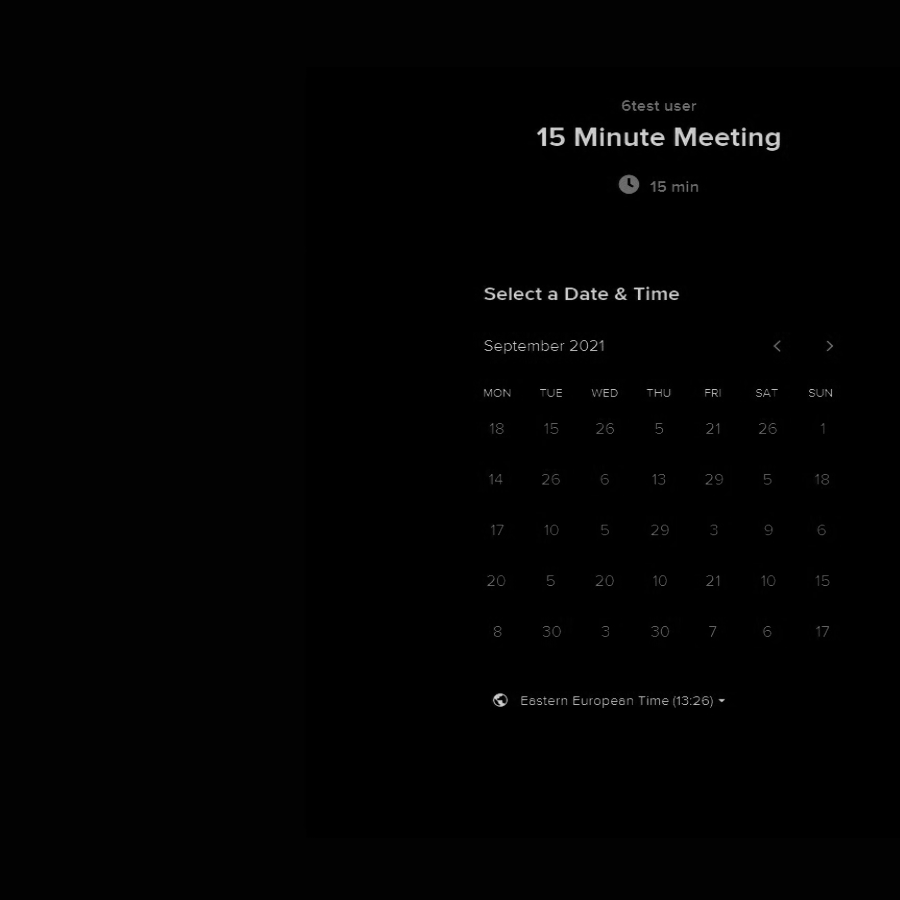 6test user
15 Minute Meeting
15 min
Select a Date & Time
September 2021
MON TUE WED THU FRI SAT SUN
18 15 26 5 21 26 1
14 26 6 13 29 5 18
17 10 5 29 3 9 6
20 5 20 10 21 10 15
8 30 3 30 7 6 17
Eastern European Time (13:26)